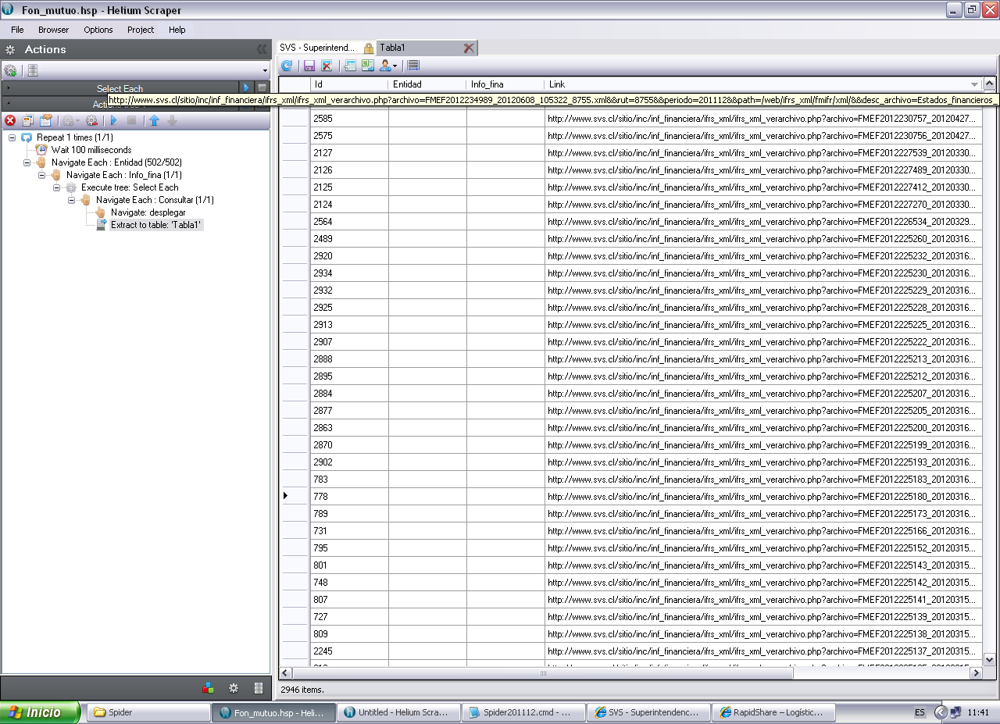 Fon_mutuo.hsp - Helium Scraper
File Browser Options Project Help
Actions
SVS - Superintend...
Tabla1
Select Each
Id Entidad Info_fina Link
http://www.svs.cl/sitio/inc/inf_financiera/ifrs_xml/ifrs_xml_verarchivo.php?archivo=FMEF2012234989_20120608_105322_8755.xml&&rut=8755&&periodo=201112&&path=/web/ifrs_xml/fmifr/xml/&&desc_archivo=Estados_financieros_
Repeat 1 times (1/1)
Wait 100 milliseconds
Navigate Each : Entidad (502/502)
Navigate Each : Info_fina (1/1)
Execute tree: Select Each
Navigate Each : Consultar (1/1)
Navigate: desplegar
Extract to table: 'Tabla1'
2585 http://www.svs.cl/sitio/inc/inf_financiera/ifrs_xml/ifrs_xml_verarchivo.php?archivo=FMEF2012230757_20120427...
2575 http://www.svs.cl/sitio/inc/inf_financiera/ifrs_xml/ifrs_xml_verarchivo.php?archivo=FMEF2012230756_20120427...
2127 http://www.svs.cl/sitio/inc/inf_financiera/ifrs_xml/ifrs_xml_verarchivo.php?archivo=FMEF2012227539_20120330...
2126 http://www.svs.cl/sitio/inc/inf_financiera/ifrs_xml/ifrs_xml_verarchivo.php?archivo=FMEF2012227489_20120330...
2125 http://www.svs.cl/sitio/inc/inf_financiera/ifrs_xml/ifrs_xml_verarchivo.php?archivo=FMEF2012227412_20120330...
2124 http://www.svs.cl/sitio/inc/inf_financiera/ifrs_xml/ifrs_xml_verarchivo.php?archivo=FMEF2012227270_20120330...
2564 http://www.svs.cl/sitio/inc/inf_financiera/ifrs_xml/ifrs_xml_verarchivo.php?archivo=FMEF2012226534_20120329...
2489 http://www.svs.cl/sitio/inc/inf_financiera/ifrs_xml/ifrs_xml_verarchivo.php?archivo=FMEF2012225260_20120316...
2920 http://www.svs.cl/sitio/inc/inf_financiera/ifrs_xml/ifrs_xml_verarchivo.php?archivo=FMEF2012225232_20120316...
2934 http://www.svs.cl/sitio/inc/inf_financiera/ifrs_xml/ifrs_xml_verarchivo.php?archivo=FMEF2012225230_20120316...
2932 http://www.svs.cl/sitio/inc/inf_financiera/ifrs_xml/ifrs_xml_verarchivo.php?archivo=FMEF2012225229_20120316...
2925 http://www.svs.cl/sitio/inc/inf_financiera/ifrs_xml/ifrs_xml_verarchivo.php?archivo=FMEF2012225228_20120316...
2913 http://www.svs.cl/sitio/inc/inf_financiera/ifrs_xml/ifrs_xml_verarchivo.php?archivo=FMEF2012225225_20120316...
2907 http://www.svs.cl/sitio/inc/inf_financiera/ifrs_xml/ifrs_xml_verarchivo.php?archivo=FMEF2012225222_20120316...
2888 http://www.svs.cl/sitio/inc/inf_financiera/ifrs_xml/ifrs_xml_verarchivo.php?archivo=FMEF2012225213_20120316...
2895 http://www.svs.cl/sitio/inc/inf_financiera/ifrs_xml/ifrs_xml_verarchivo.php?archivo=FMEF2012225212_20120316...
2884 http://www.svs.cl/sitio/inc/inf_financiera/ifrs_xml/ifrs_xml_verarchivo.php?archivo=FMEF2012225207_20120316...
2877 http://www.svs.cl/sitio/inc/inf_financiera/ifrs_xml/ifrs_xml_verarchivo.php?archivo=FMEF2012225205_20120316...
2863 http://www.svs.cl/sitio/inc/inf_financiera/ifrs_xml/ifrs_xml_verarchivo.php?archivo=FMEF2012225200_20120316...
2870 http://www.svs.cl/sitio/inc/inf_financiera/ifrs_xml/ifrs_xml_verarchivo.php?archivo=FMEF2012225199_20120316...
2902 http://www.svs.cl/sitio/inc/inf_financiera/ifrs_xml/ifrs_xml_verarchivo.php?archivo=FMEF2012225193_20120316...
783 http://www.svs.cl/sitio/inc/inf_financiera/ifrs_xml/ifrs_xml_verarchivo.php?archivo=FMEF2012225183_20120316...
778 http://www.svs.cl/sitio/inc/inf_financiera/ifrs_xml/ifrs_xml_verarchivo.php?archivo=FMEF2012225180_20120316...
789 http://www.svs.cl/sitio/inc/inf_financiera/ifrs_xml/ifrs_xml_verarchivo.php?archivo=FMEF2012225173_20120316...
731 http://www.svs.cl/sitio/inc/inf_financiera/ifrs_xml/ifrs_xml_verarchivo.php?archivo=FMEF2012225166_20120316...
795 http://www.svs.cl/sitio/inc/inf_financiera/ifrs_xml/ifrs_xml_verarchivo.php?archivo=FMEF2012225152_20120315...
801 http://www.svs.cl/sitio/inc/inf_financiera/ifrs_xml/ifrs_xml_verarchivo.php?archivo=FMEF2012225143_20120315...
748 http://www.svs.cl/sitio/inc/inf_financiera/ifrs_xml/ifrs_xml_verarchivo.php?archivo=FMEF2012225142_20120315...
807 http://www.svs.cl/sitio/inc/inf_financiera/ifrs_xml/ifrs_xml_verarchivo.php?archivo=FMEF2012225141_20120315...
727 http://www.svs.cl/sitio/inc/inf_financiera/ifrs_xml/ifrs_xml_verarchivo.php?archivo=FMEF2012225139_20120315...
809 http://www.svs.cl/sitio/inc/inf_financiera/ifrs_xml/ifrs_xml_verarchivo.php?archivo=FMEF2012225138_20120315...
2245 http://www.svs.cl/sitio/inc/inf_financiera/ifrs_xml/ifrs_xml_verarchivo.php?archivo=FMEF2012225137_20120315...
2946 items.
Inicio
Spider
Fon_mutuo.hsp - Heli...
Untitled - Helium Scra...
Spider201112.cmd - ...
SVS - Superintendenc...
RapidShare – Logístic...
ES
11:41